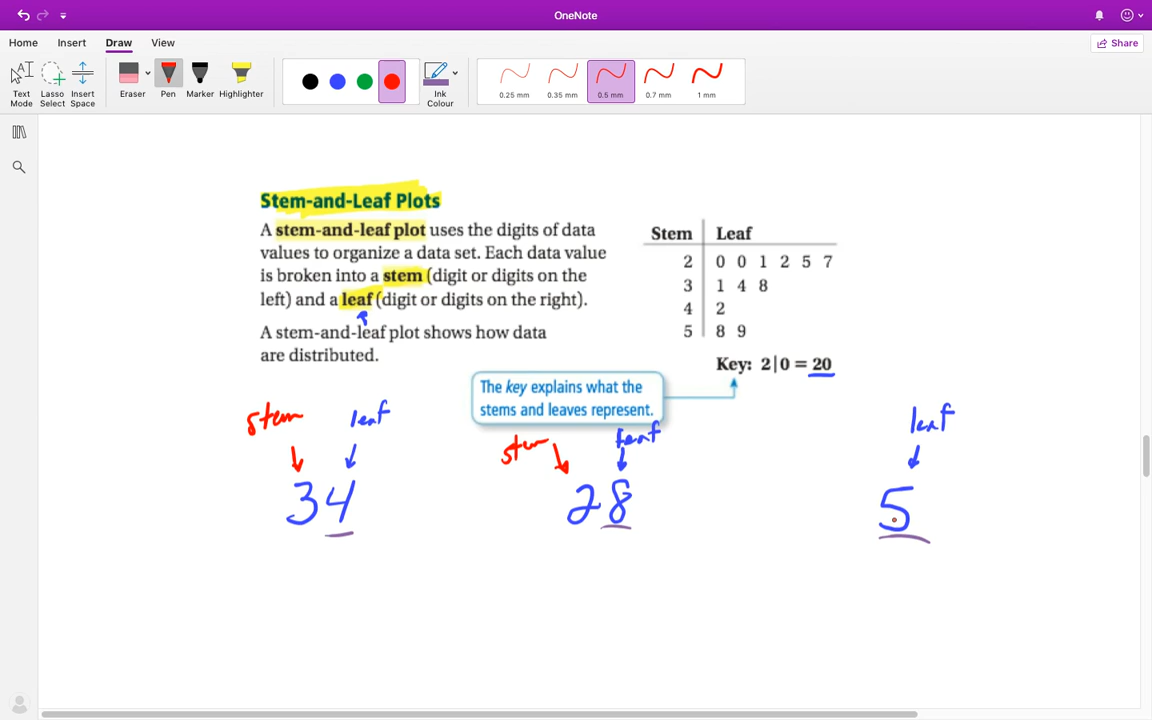 OneNote
Home Insert Draw View
Share
Text Mode
Lasso Select
Insert Space
Eraser
Pen
Marker
Highlighter
Ink Colour
0.25 mm
0.35 mm
0.5 mm
0.7 mm
1 mm
Stem-and-Leaf Plots
A stem-and-leaf plot uses the digits of data
values to organize a data set. Each data value
is broken into a stem (digit or digits on the
left) and a leaf (digit or digits on the right).
A stem-and-leaf plot shows how data
are distributed.
Stem Leaf
2 0 0 1 2 5 7
3 1 4 8
4 2
5 8 9
Key: 2|0 = 20
The key explains what the
stems and leaves represent.
stem leaf
34
stem leaf
28
leaf
5